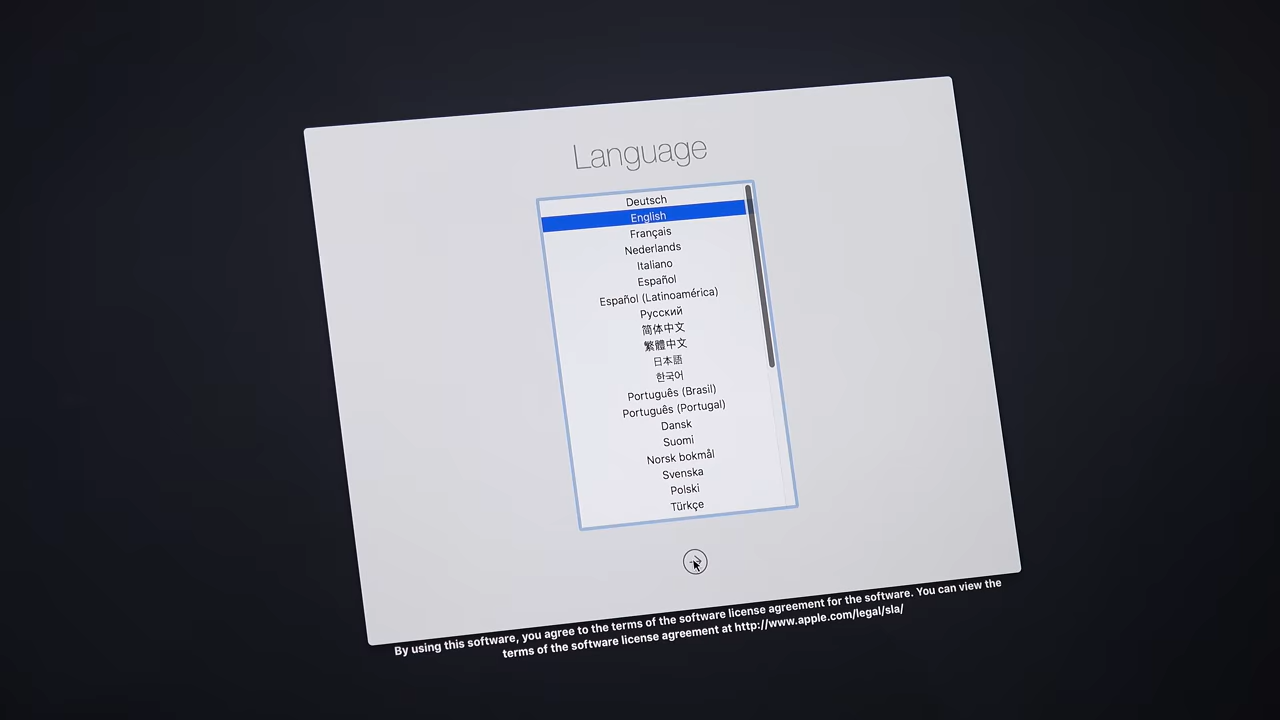 Language
Deutsch
English
Français
Nederlands
Italiano
Español
Español (Latinoamérica)
Русский
简体中文
繁體中文
日本語
한국어
Português (Brasil)
Português (Portugal)
Dansk
Suomi
Norsk bokmål
Svenska
Polski
Türkçe
By using this software, you agree to the terms of the software license agreement for the software. You can view the
terms of the software license agreement at http://www.apple.com/legal/sla/